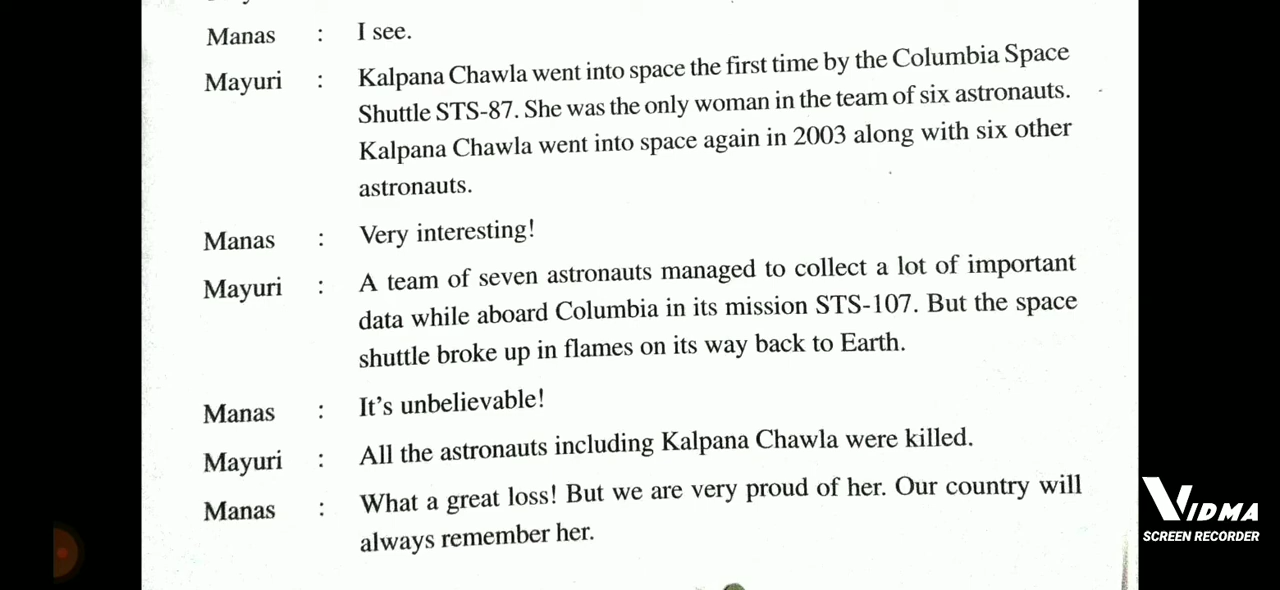 Manas : I see.
Mayuri : Kalpana Chawla went into space the first time by the Columbia Space
Shuttle STS-87. She was the only woman in the team of six astronauts.
Kalpana Chawla went into space again in 2003 along with six other
astronauts.
Manas : Very interesting!
Mayuri : A team of seven astronauts managed to collect a lot of important
data while aboard Columbia in its mission STS-107. But the space
shuttle broke up in flames on its way back to Earth.
Manas : It's unbelievable!
Mayuri : All the astronauts including Kalpana Chawla were killed.
Manas : What a great loss! But we are very proud of her. Our country will
always remember her.
VIDMA
SCREEN RECORDER